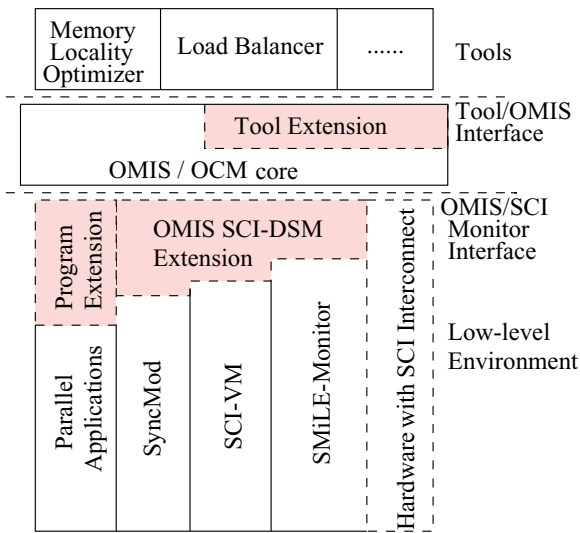 Memory
Locality
Optimizer
Load Balancer
......
Tools
Tool Extension
Tool/OMIS
Interface
OMIS / OCM core
OMIS/SCI
Monitor
Interface
Program
Extension
OMIS SCI-DSM
Extension
Hardware with SCI Interconnect
Parallel
Applications
SyncMod
SCI-VM
SMiLE-Monitor
Low-level
Environment